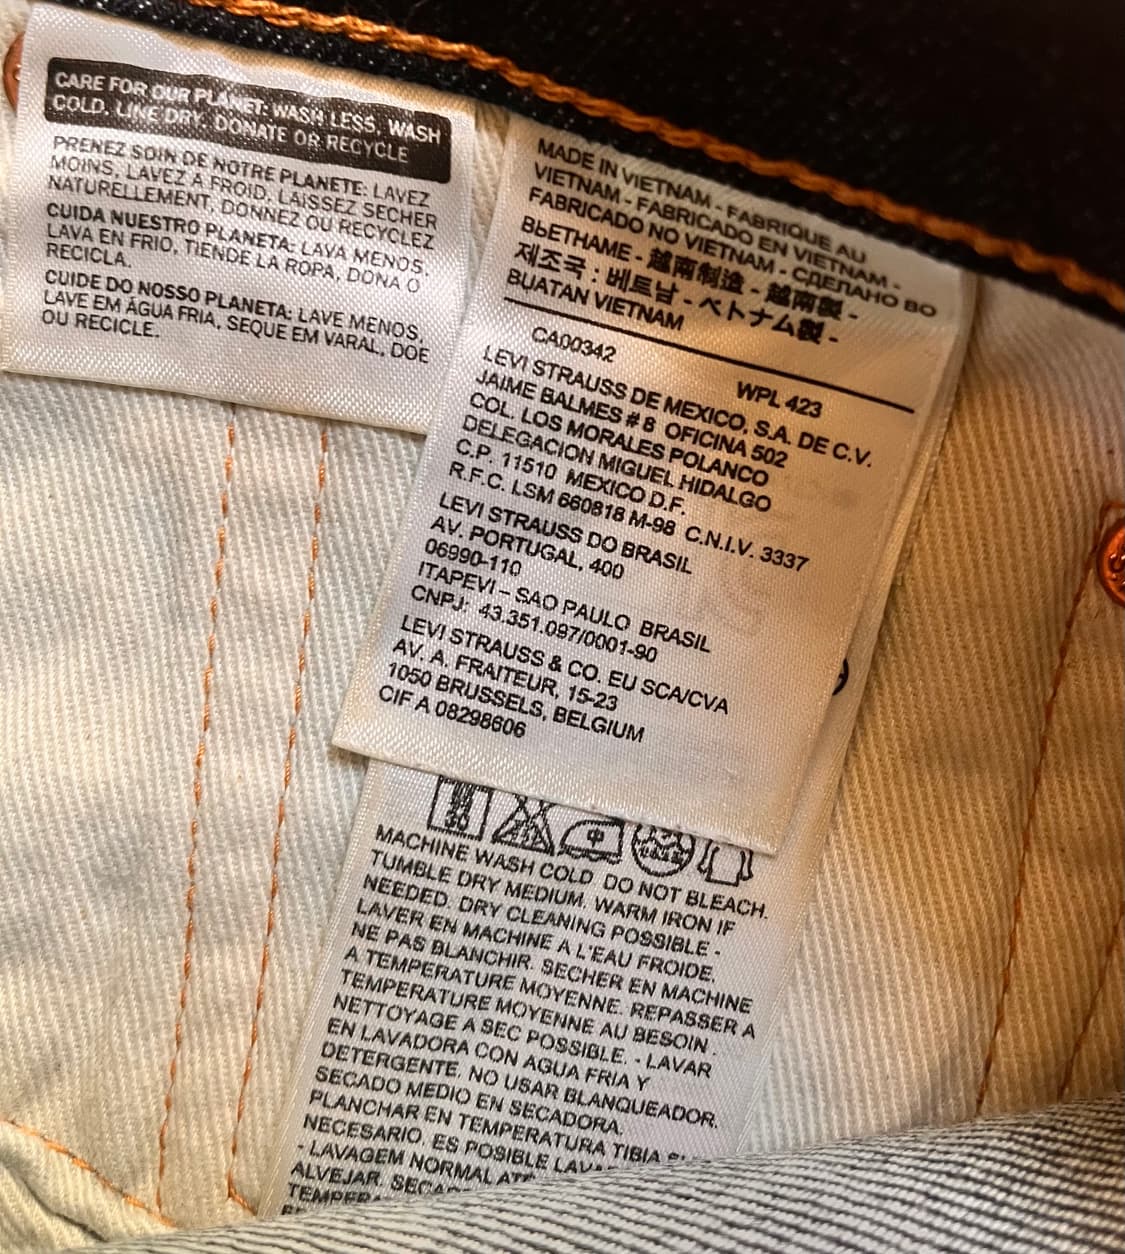 CARE FOR OUR PLANET: WASH LESS, WASH
COLD, LINE DRY, DONATE OR RECYCLE
PRENEZ SOIN DE NOTRE PLANETE: LAVEZ
MOINS, LAVEZ A FROID, LAISSEZ SECHER
NATURELLEMENT, DONNEZ OU RECYCLEZ
CUIDA NUESTRO PLANETA: LAVA MENOS,
LAVA EN FRIO, TIENDE LA ROPA, DONA O
RECICLA.
CUIDE DO NOSSO PLANETA: LAVE MENOS,
LAVE EM ÁGUA FRIA, SEQUE EM VARAL, DOE
OU RECICLE.
MADE IN VIETNAM - FABRIQUE AU
VIETNAM - FABRICADO EN VIETNAM -
FABRICADO NO VIETNAM - СДЕЛАНО ВО
ВЬЕТНАМЕ - 越南制造 - 越南製 -
제조국 : 베트남 - ベトナム製 -
BUATAN VIETNAM
CA00342
WPL 423
LEVI STRAUSS DE MEXICO, S.A. DE C.V.
JAIME BALMES # 8 OFICINA 502
COL. LOS MORALES POLANCO
DELEGACION MIGUEL HIDALGO
C.P. 11510 MEXICO D.F.
R.F.C. LSM 660818 M-98 C.N.I.V. 3337
LEVI STRAUSS DO BRASIL
AV. PORTUGAL, 400
06990-110
ITAPEVI – SAO PAULO BRASIL
CNPJ: 43.351.097/0001-90
LEVI STRAUSS & CO. EU SCA/CVA
AV. A. FRAITEUR, 15-23
1050 BRUSSELS, BELGIUM
CIF A 08298606
MACHINE WASH COLD. DO NOT BLEACH.
TUMBLE DRY MEDIUM. WARM IRON IF
NEEDED. DRY CLEANING POSSIBLE -
LAVER EN MACHINE A L'EAU FROIDE.
NE PAS BLANCHIR. SECHER EN MACHINE
A TEMPERATURE MOYENNE. REPASSER A
TEMPERATURE MOYENNE AU BESOIN.
NETTOYAGE A SEC POSSIBLE. - LAVAR
EN LAVADORA CON AGUA FRIA Y
DETERGENTE. NO USAR BLANQUEADOR.
SECADO MEDIO EN SECADORA.
PLANCHAR EN TEMPERATURA TIBIA
NECESARIO. ES POSIBLE
- LAVAGEM NORMAL
ALVEJAR.